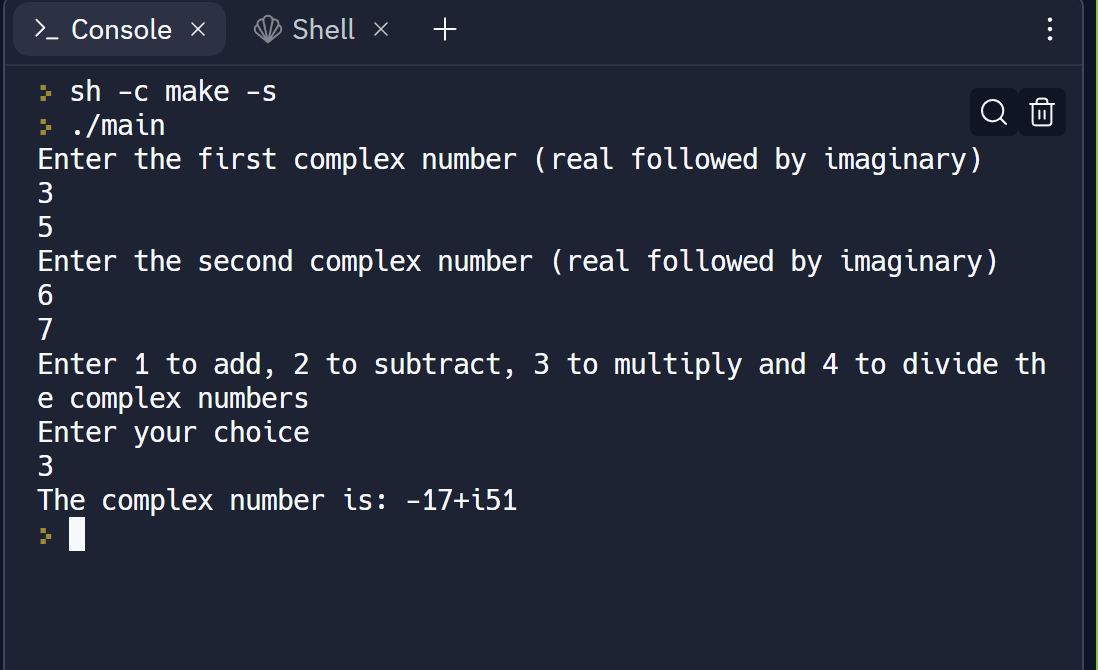 Console Shell
sh -c make -s
./main
Enter the first complex number (real followed by imaginary)
3
5
Enter the second complex number (real followed by imaginary)
6
7
Enter 1 to add, 2 to subtract, 3 to multiply and 4 to divide th
e complex numbers
Enter your choice
3
The complex number is: -17+i51